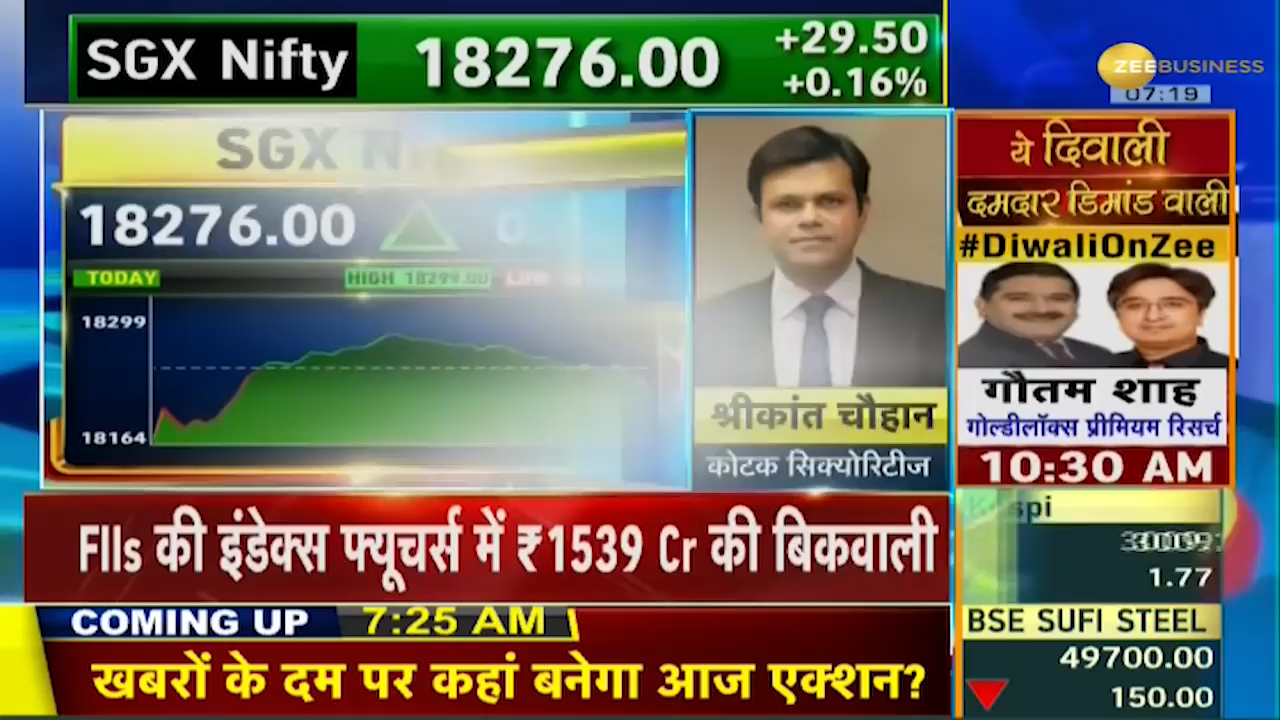 SGX Nifty
18276.00
+29.50
+0.16%
ZEEBUSINESS
07:19
SGX
18276.00
TODAY
HIGH 18299.00
LOW
18299
18164
श्रीकांत चौहान
कोटक सिक्योरिटीज
ये दिवाली
दमदार डिमांड वाली
#DiwaliOnZee
गौतम शाह
गोल्डीलॉक्स प्रीमियम रिसर्च
10:30 AM
FIIs की इंडेक्स फ्यूचर्स में ₹1539 Cr की बिकवाली
COMING UP 7:25 AM
खबरों के दम पर कहां बनेगा आज एक्शन?
1.77
BSE SUFI STEEL
49700.00
150.00